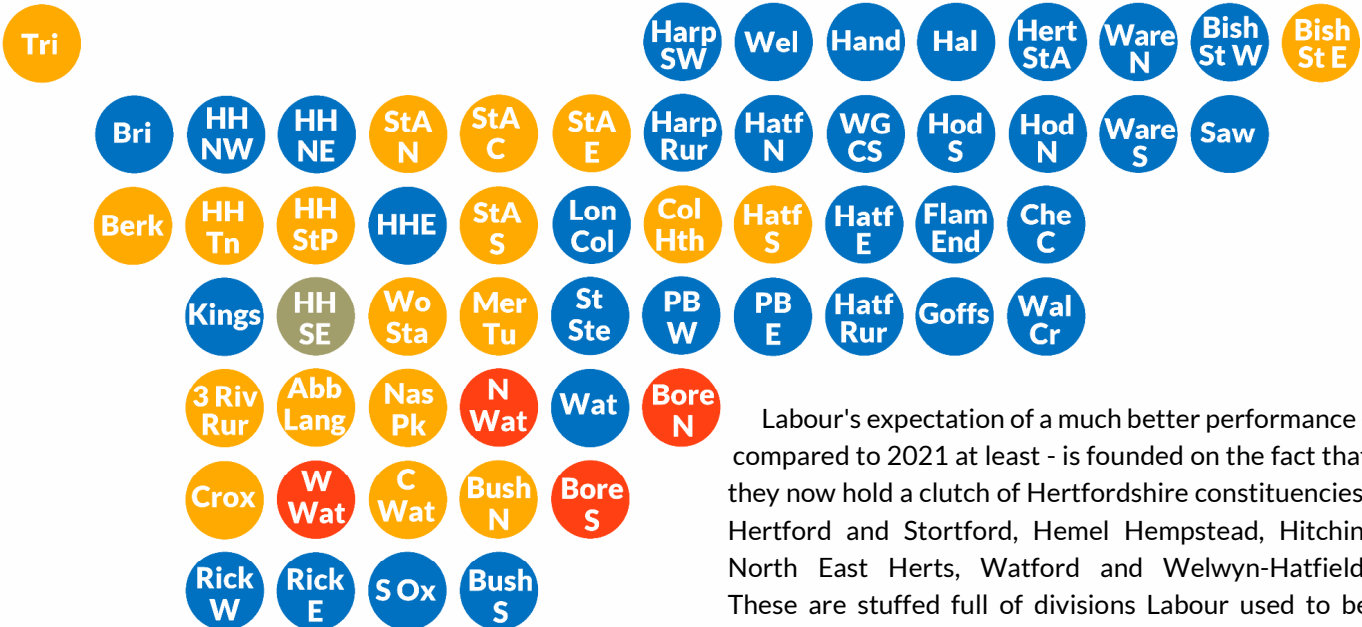 Tri
Harp SW
Wel
Hand
Hal
Hert StA
Ware N
Bish St W
Bish St E
Bri
HH NW
HH NE
StA N
StA C
StA E
Harp Rur
Hatf N
WG CS
Hod S
Hod N
Ware S
Saw
Berk
HH Tn
HH StP
HHE
StA S
Lon Col
Col Hth
Hatf S
Hatf E
Flam End
Che C
Kings
HH SE
Wo Sta
Mer Tu
St Ste
PB W
PB E
Hatf Rur
Goffs
Wal Cr
3 Riv Rur
Abb Lang
Nas Pk
N Wat
Wat
Bore N
Crox
W Wat
C Wat
Bush N
Bore S
Rick W
Rick E
S Ox
Bush S
Labour's expectation of a much better performance
compared to 2021 at least - is founded on the fact that
they now hold a clutch of Hertfordshire constituencies
Hertford and Stortford, Hemel Hempstead, Hitchin
North East Herts, Watford and Welwyn-Hatfield
These are stuffed full of divisions Labour used to be